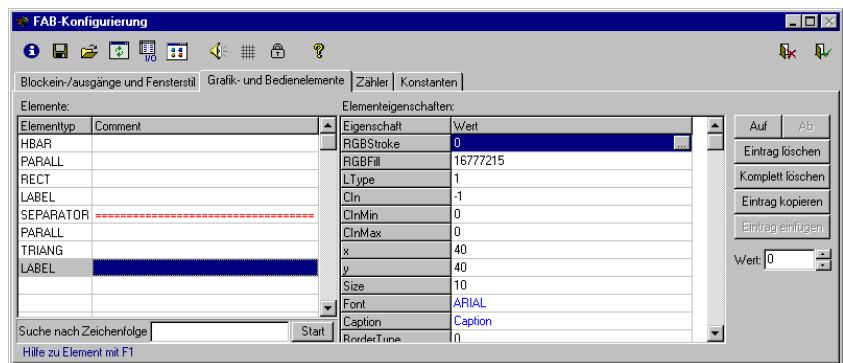 FAB-Konfigurierung
I/O
Blockein-/ausgänge und Fensterstil Grafik- und Bedienelemente Zähler Konstanten
Elemente: Elementeigenschaften:
Elementtyp Comment Eigenschaft Wert Auf Ab
HBAR RGBStroke 0 ...
PARALL RGBFill 16777215 Eintrag löschen
RECT LType 1 Komplett löschen
LABEL CIn -1 Eintrag kopieren
SEPARATOR =================================== ClnMin 0
PARALL ClnMax 0 Eintrag einfügen
TRIANG x 40
LABEL y 40 Wert: 0
Size 10
Font ARIAL
Suche nach Zeichenfolge Start Caption Caption
BorderType 0
Hilfe zu Element mit F1